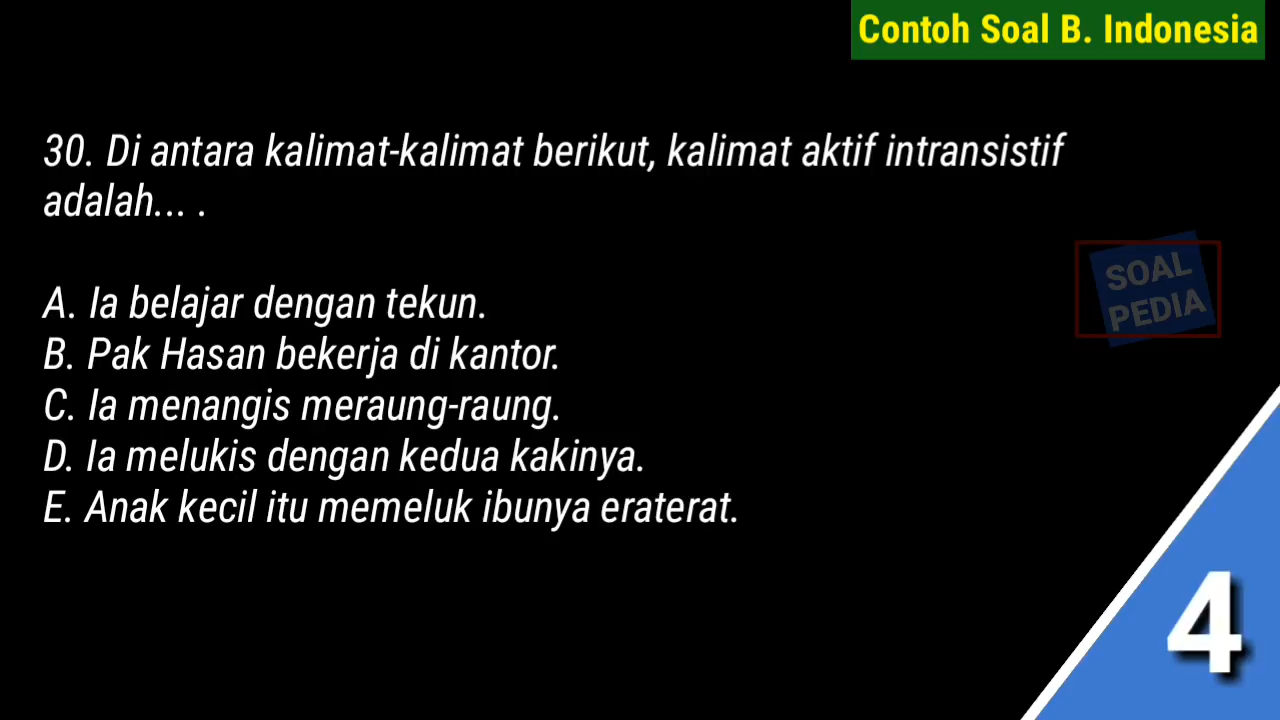 Contoh Soal B. Indonesia
30. Di antara kalimat-kalimat berikut, kalimat aktif intransistif
adalah... .
SOAL
PEDIA
A. Ia belajar dengan tekun.
B. Pak Hasan bekerja di kantor.
C. Ia menangis meraung-raung.
D. Ia melukis dengan kedua kakinya.
E. Anak kecil itu memeluk ibunya eraterat.
4